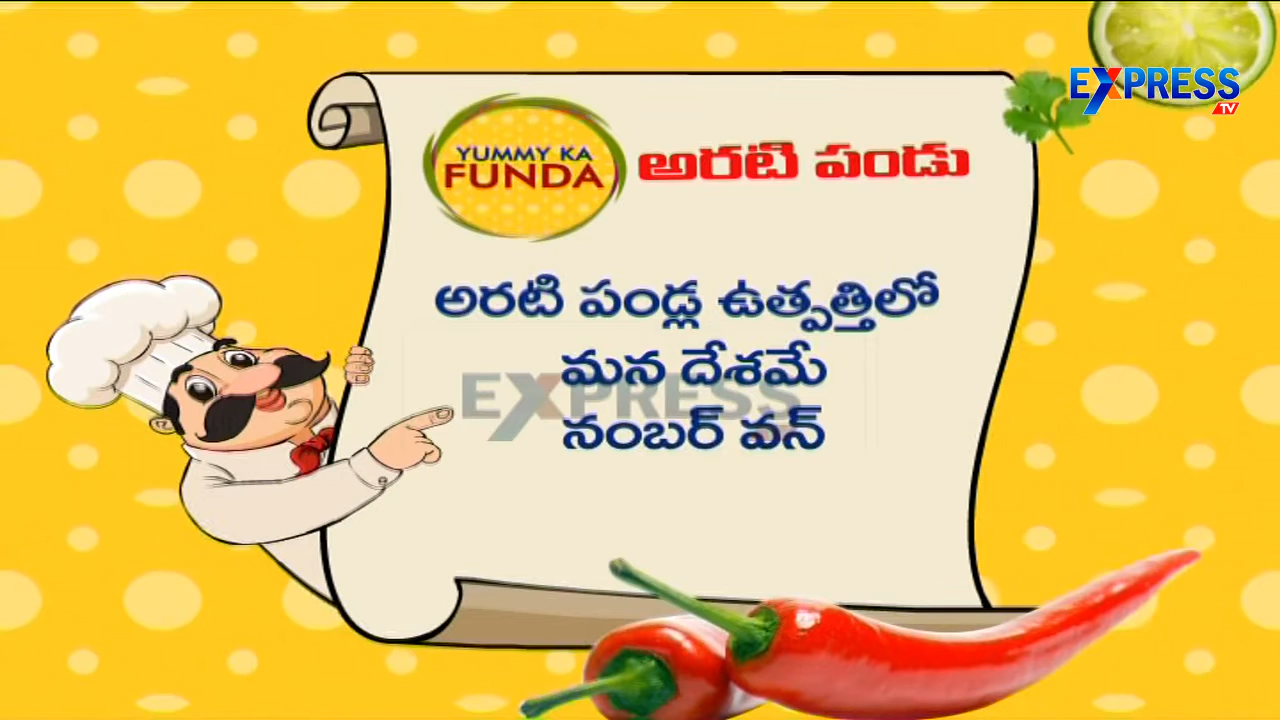 EXPRESS
TV
YUMMY KA
FUNDA
అరటి పండు
అరటి పండ్ల ఉత్పత్తిలో
మన దేశమే
నంబర్ వన్
EXPRESS